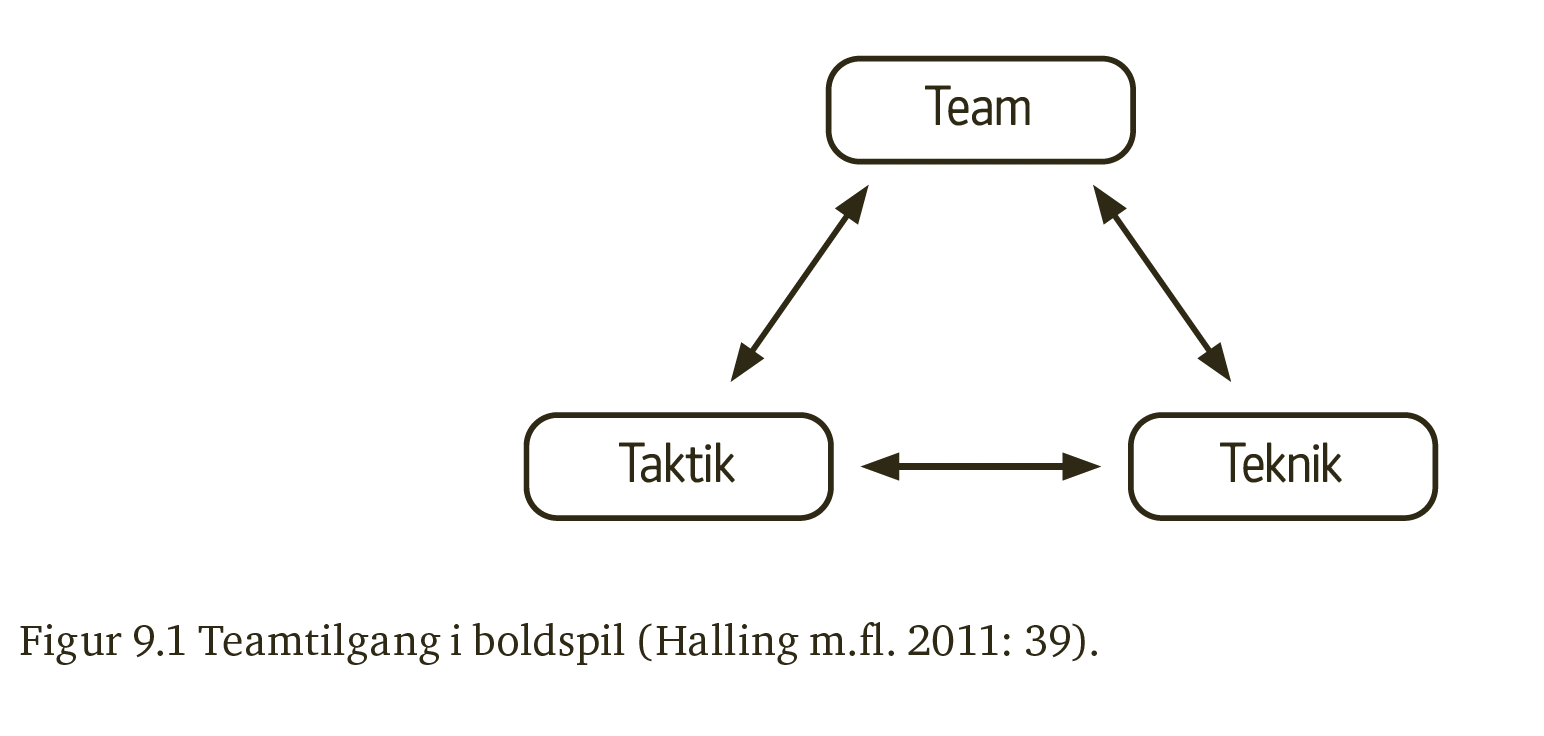 Team
Taktik
Teknik
Figur 9.1 Teamtilgang i boldspil (Halling m.fl. 2011: 39).